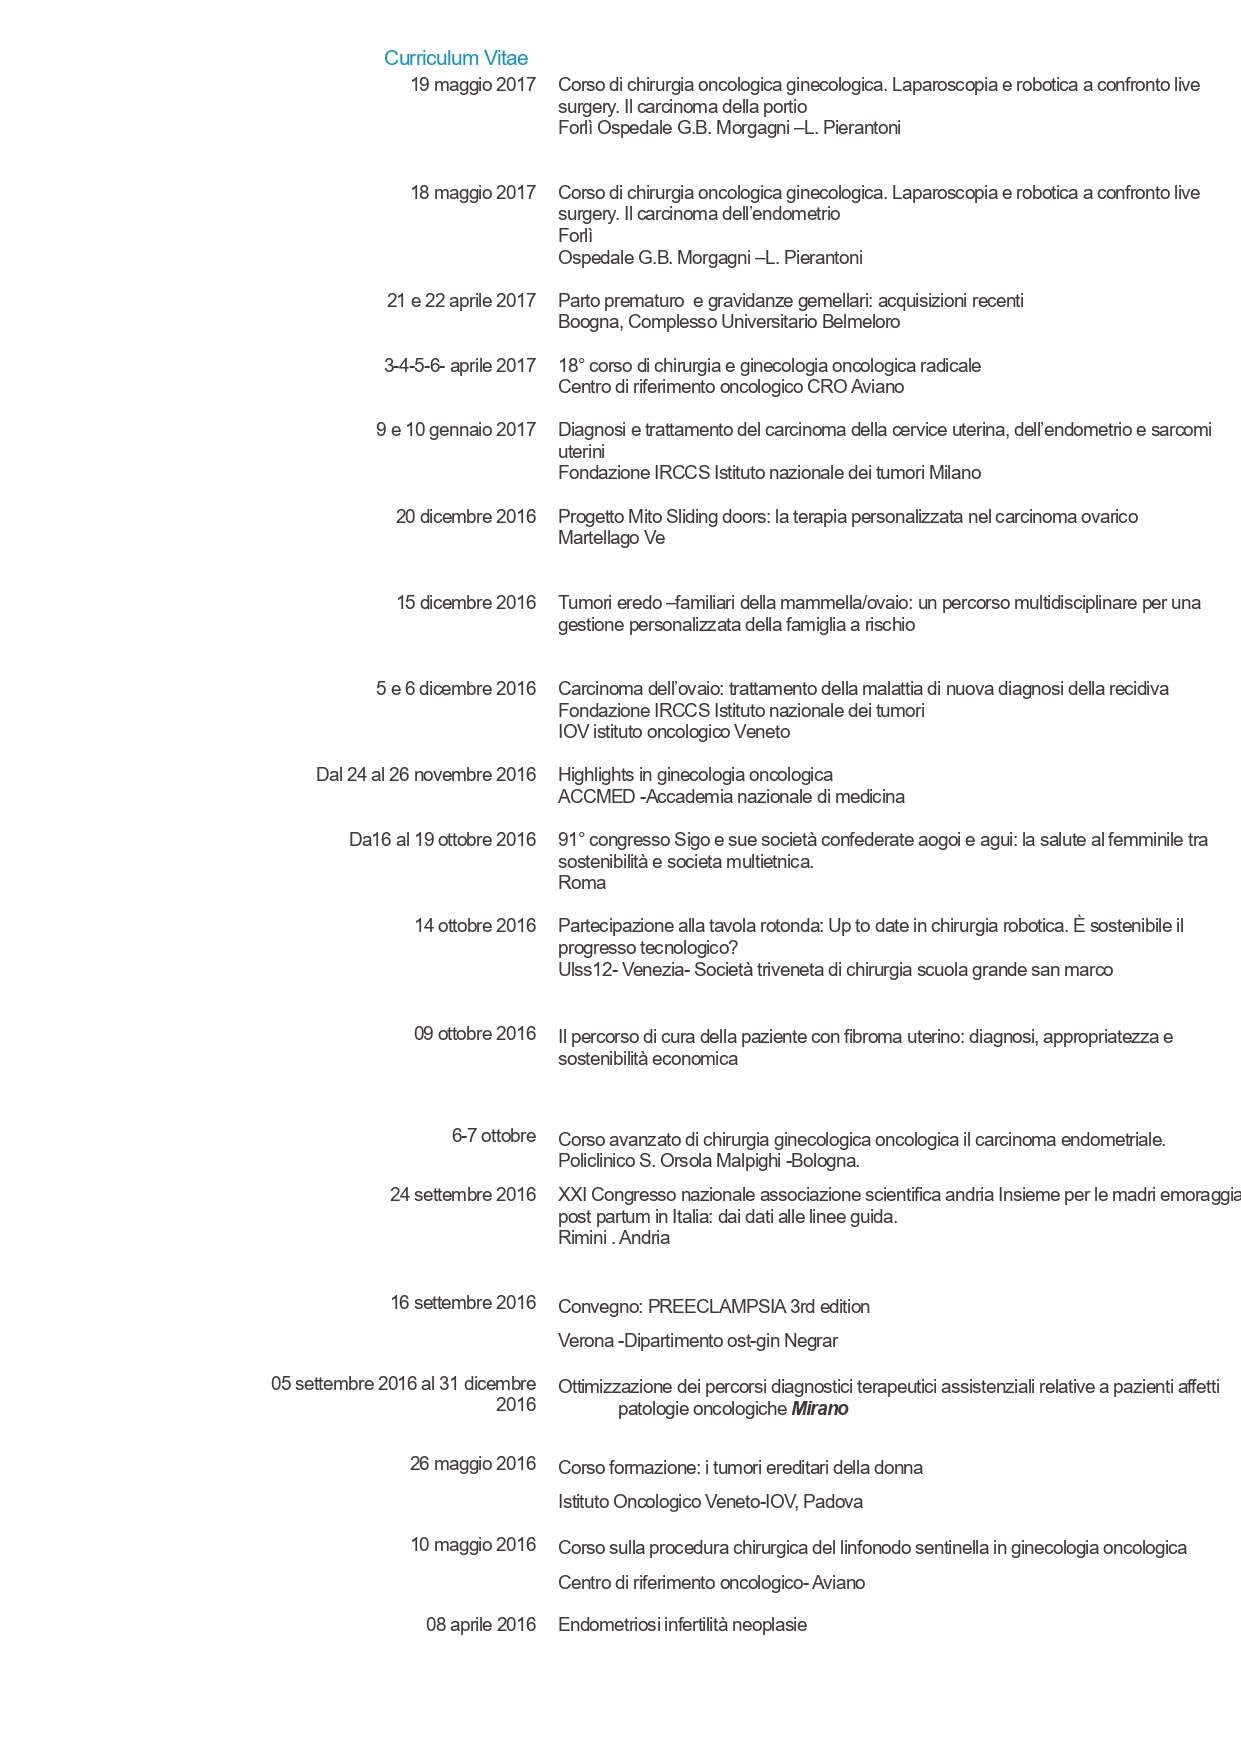 Curriculum Vitae
19 maggio 2017 Corso di chirurgia oncologica ginecologica. Laparoscopia e robotica a confronto live
surgery. Il carcinoma della portio
Forlì Ospedale G.B. Morgagni –L. Pierantoni
18 maggio 2017 Corso di chirurgia oncologica ginecologica. Laparoscopia e robotica a confronto live
surgery. Il carcinoma dell’endometrio
Forlì
Ospedale G.B. Morgagni –L. Pierantoni
21 e 22 aprile 2017 Parto prematuro e gravidanze gemellari: acquisizioni recenti
Boogna, Complesso Universitario Belmeloro
3-4-5-6- aprile 2017 18° corso di chirurgia e ginecologia oncologica radicale
Centro di riferimento oncologico CRO Aviano
9 e 10 gennaio 2017 Diagnosi e trattamento del carcinoma della cervice uterina, dell’endometrio e sarcomi
uterini
Fondazione IRCCS Istituto nazionale dei tumori Milano
20 dicembre 2016 Progetto Mito Sliding doors: la terapia personalizzata nel carcinoma ovarico
Martellago Ve
15 dicembre 2016 Tumori eredo –familiari della mammella/ovaio: un percorso multidisciplinare per una
gestione personalizzata della famiglia a rischio
5 e 6 dicembre 2016 Carcinoma dell’ovaio: trattamento della malattia di nuova diagnosi della recidiva
Fondazione IRCCS Istituto nazionale dei tumori
IOV istituto oncologico Veneto
Dal 24 al 26 novembre 2016 Highlights in ginecologia oncologica
ACCMED -Accademia nazionale di medicina
Da16 al 19 ottobre 2016 91° congresso Sigo e sue società confederate aogoi e agui: la salute al femminile tra
sostenibilità e societa multietnica.
Roma
14 ottobre 2016 Partecipazione alla tavola rotonda: Up to date in chirurgia robotica. È sostenibile il
progresso tecnologico?
Ulss12- Venezia- Società triveneta di chirurgia scuola grande san marco
09 ottobre 2016 Il percorso di cura della paziente con fibroma uterino: diagnosi, appropriatezza e
sostenibilità economica
6-7 ottobre Corso avanzato di chirurgia ginecologica oncologica il carcinoma endometriale.
Policlinico S. Orsola Malpighi -Bologna.
24 settembre 2016 XXI Congresso nazionale associazione scientifica andria Insieme per le madri emoraggia
post partum in Italia: dai dati alle linee guida.
Rimini . Andria
16 settembre 2016 Convegno: PREECLAMPSIA 3rd edition
Verona -Dipartimento ost-gin Negrar
05 settembre 2016 al 31 dicembre Ottimizzazione dei percorsi diagnostici terapeutici assistenziali relative a pazienti affetti
2016 patologie oncologiche Mirano
26 maggio 2016 Corso formazione: i tumori ereditari della donna
Istituto Oncologico Veneto-IOV, Padova
10 maggio 2016 Corso sulla procedura chirurgica del linfonodo sentinella in ginecologia oncologica
Centro di riferimento oncologico- Aviano
08 aprile 2016 Endometriosi infertilità neoplasie